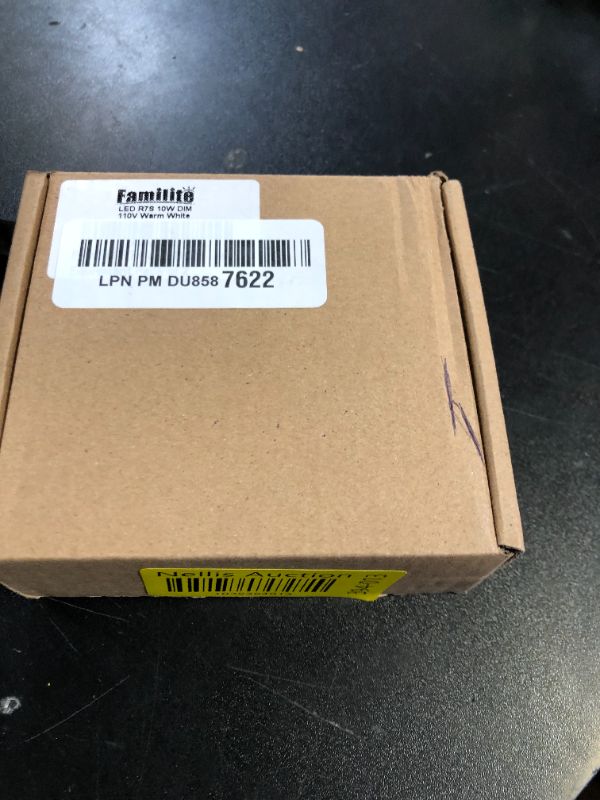 Familite
LED R7S 10W DIM
110V Warm White
LPN PM DU858 7622
Nellis Auction